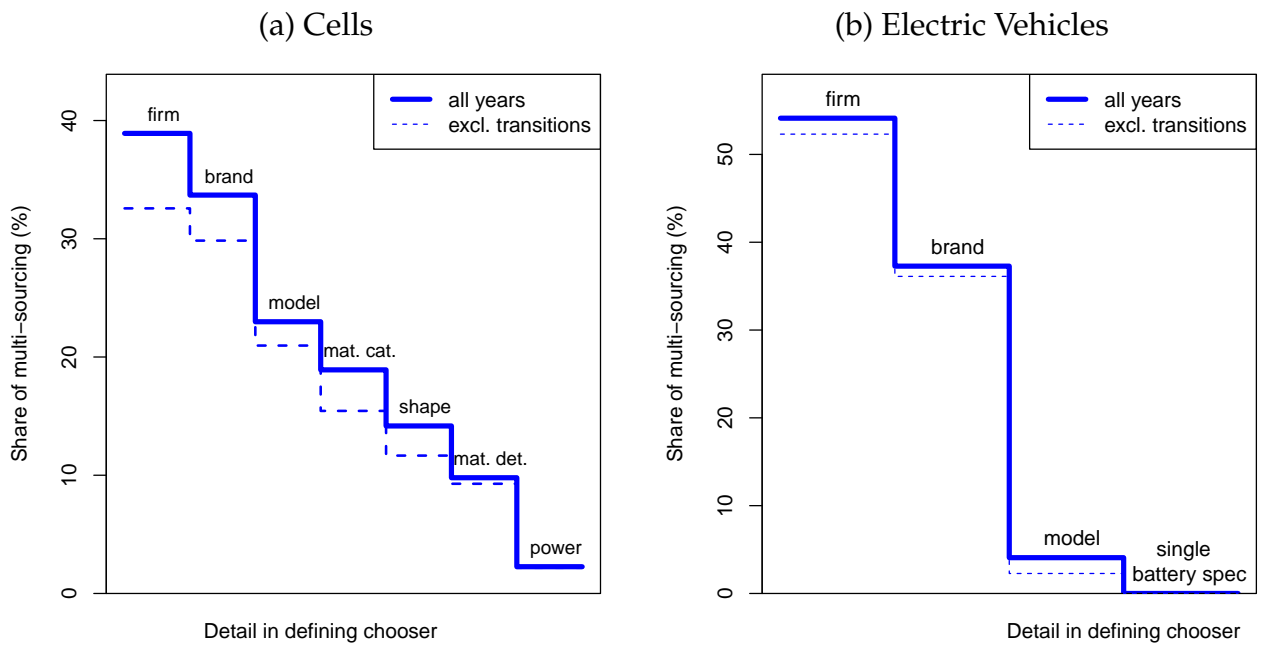 (a) Cells
Share of multi−sourcing (%)
0
10
20
30
40
firm
brand
model
mat. cat.
shape
mat. det.
power
all years
excl. transitions
Detail in defining chooser
(b) Electric Vehicles
Share of multi−sourcing (%)
0
10
20
30
40
50
firm
brand
model
single
battery spec
all years
excl. transitions
Detail in defining chooser